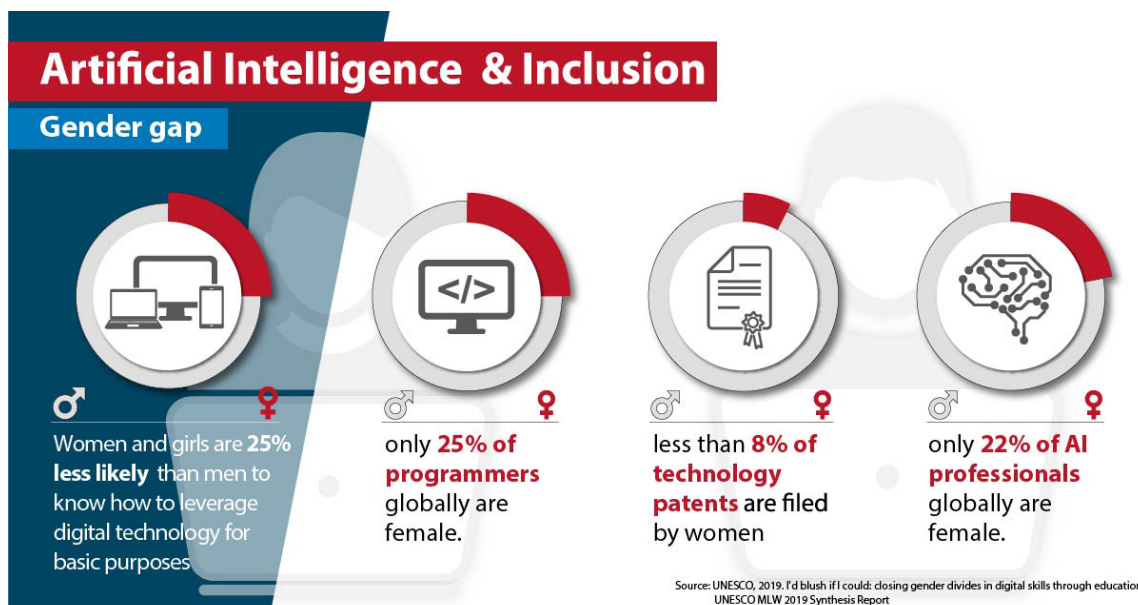 Artificial Intelligence & Inclusion
Gender gap
</>
Women and girls are 25%
less likely than men to
know how to leverage
digital technology for
basic purposes
only 25% of
programmers
globally are
female.
less than 8% of
technology
patents are filed
by women
only 22% of AI
professionals
globally are
female.
Source: UNESCO, 2019. I'd blush if I could: closing gender divides in digital skills through education
UNESCO MLW 2019 Synthesis Report